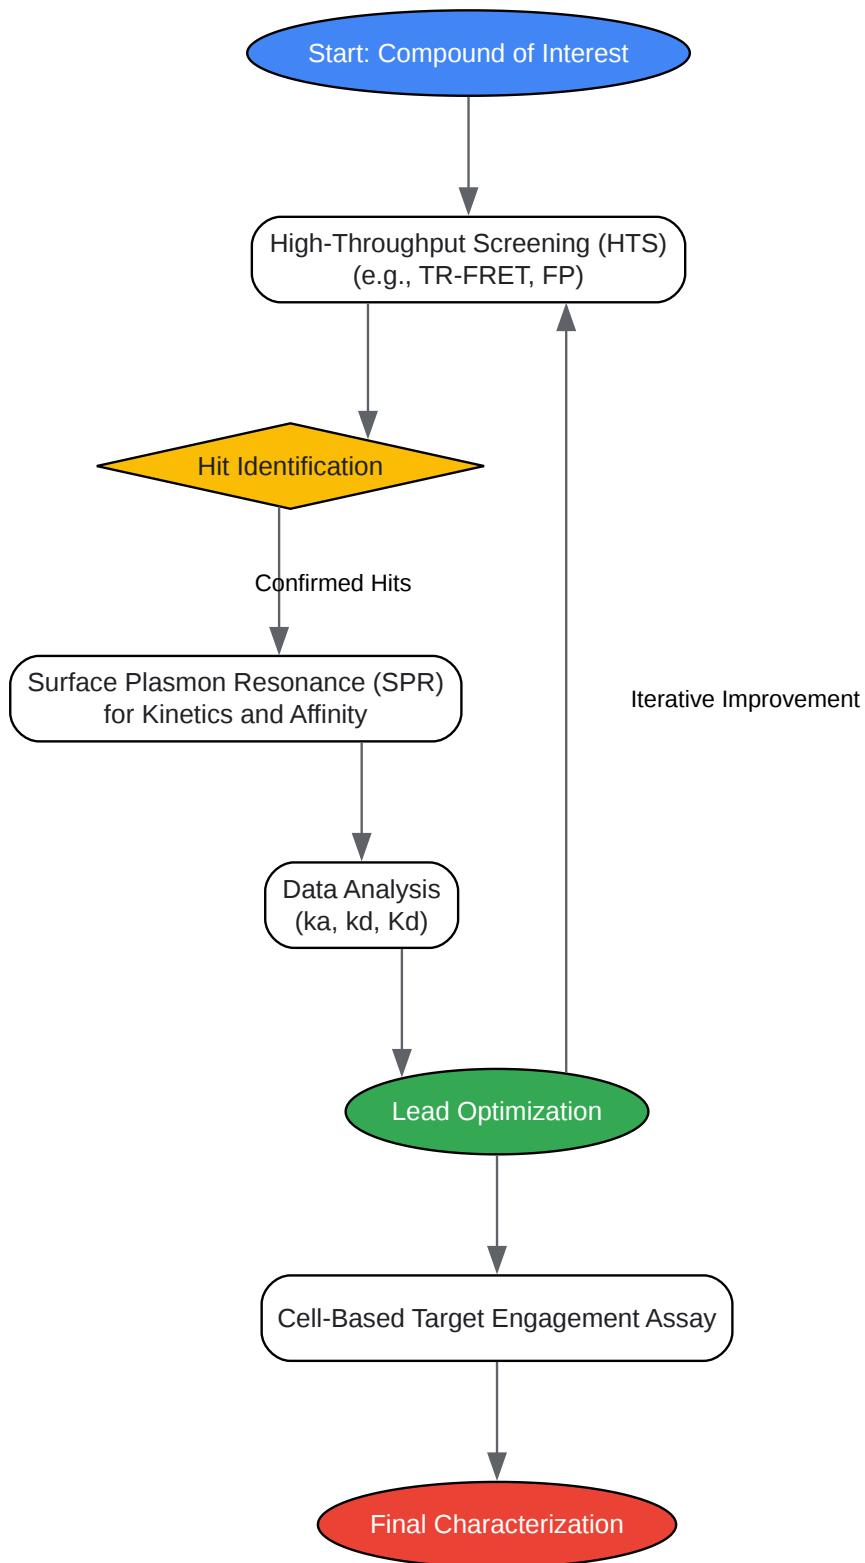 Start: Compound of Interest
High-Throughput Screening (HTS)
(e.g., TR-FRET, FP)
Hit Identification
Confirmed Hits
Surface Plasmon Resonance (SPR)
for Kinetics and Affinity
Iterative Improvement
Data Analysis
(ka, kd, Kd)
Lead Optimization
Cell-Based Target Engagement Assay
Final Characterization